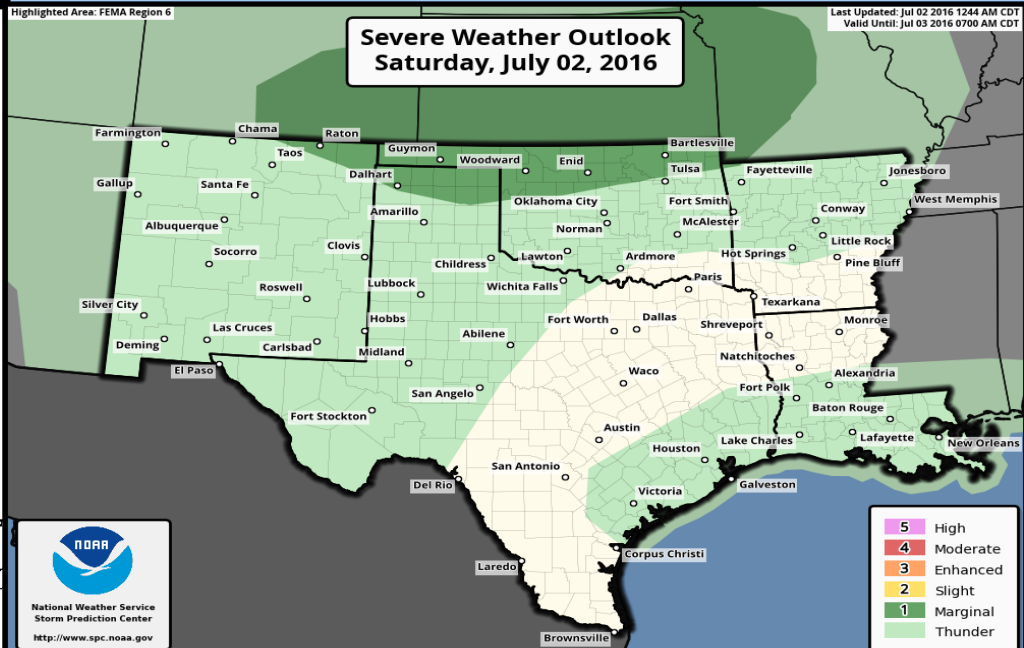 Highlighted Area: FEMA Region 6
Last Updated: Jul 02 2016 1244 AM CDT
Valid Until: Jul 03 2016 0700 AM CDT
Severe Weather Outlook
Saturday, July 02, 2016
Farmington
Chama
Raton
Taos
Guymon
Woodward
Enid
Bartlesville
Dalhart
Tulsa
Fayetteville
Jonesboro
Gallup
Santa Fe
Amarillo
Oklahoma City
Fort Smith
West Memphis
Albuquerque
Norman
McAlester
Conway
Socorro
Clovis
Childress
Lawton
Ardmore
Hot Springs
Little Rock
Pine Bluff
Roswell
Lubbock
Wichita Falls
Paris
Texarkana
Silver City
Hobbs
Las Cruces
Abilene
Fort Worth
Dallas
Shreveport
Monroe
Deming
Carlsbad
Midland
Natchitoches
El Paso
Waco
Alexandria
San Angelo
Fort Polk
Fort Stockton
Baton Rouge
Austin
Houston
Lake Charles
Lafayette
New Orleans
San Antonio
Del Rio
Victoria
Galveston
Corpus Christi
Laredo
Brownsville
NOAA
National Weather Service
Storm Prediction Center
http://www.spc.noaa.gov
5 High
4 Moderate
3 Enhanced
2 Slight
1 Marginal
Thunder